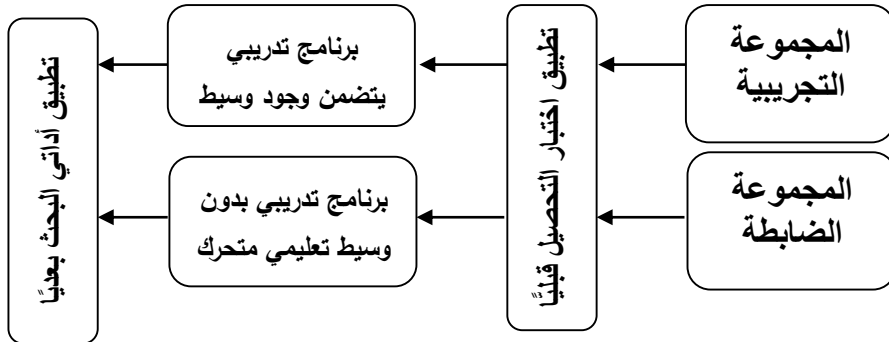 المجموعة
التجريبية
المجموعة
الضابطة
تطبيق اختبار التحصيل قبليًا
برنامج تدريبي
يتضمن وجود وسيط
برنامج تدريبي بدون
وسيط تعليمي متحرك
تطبيق أداتي البحث بعديًا